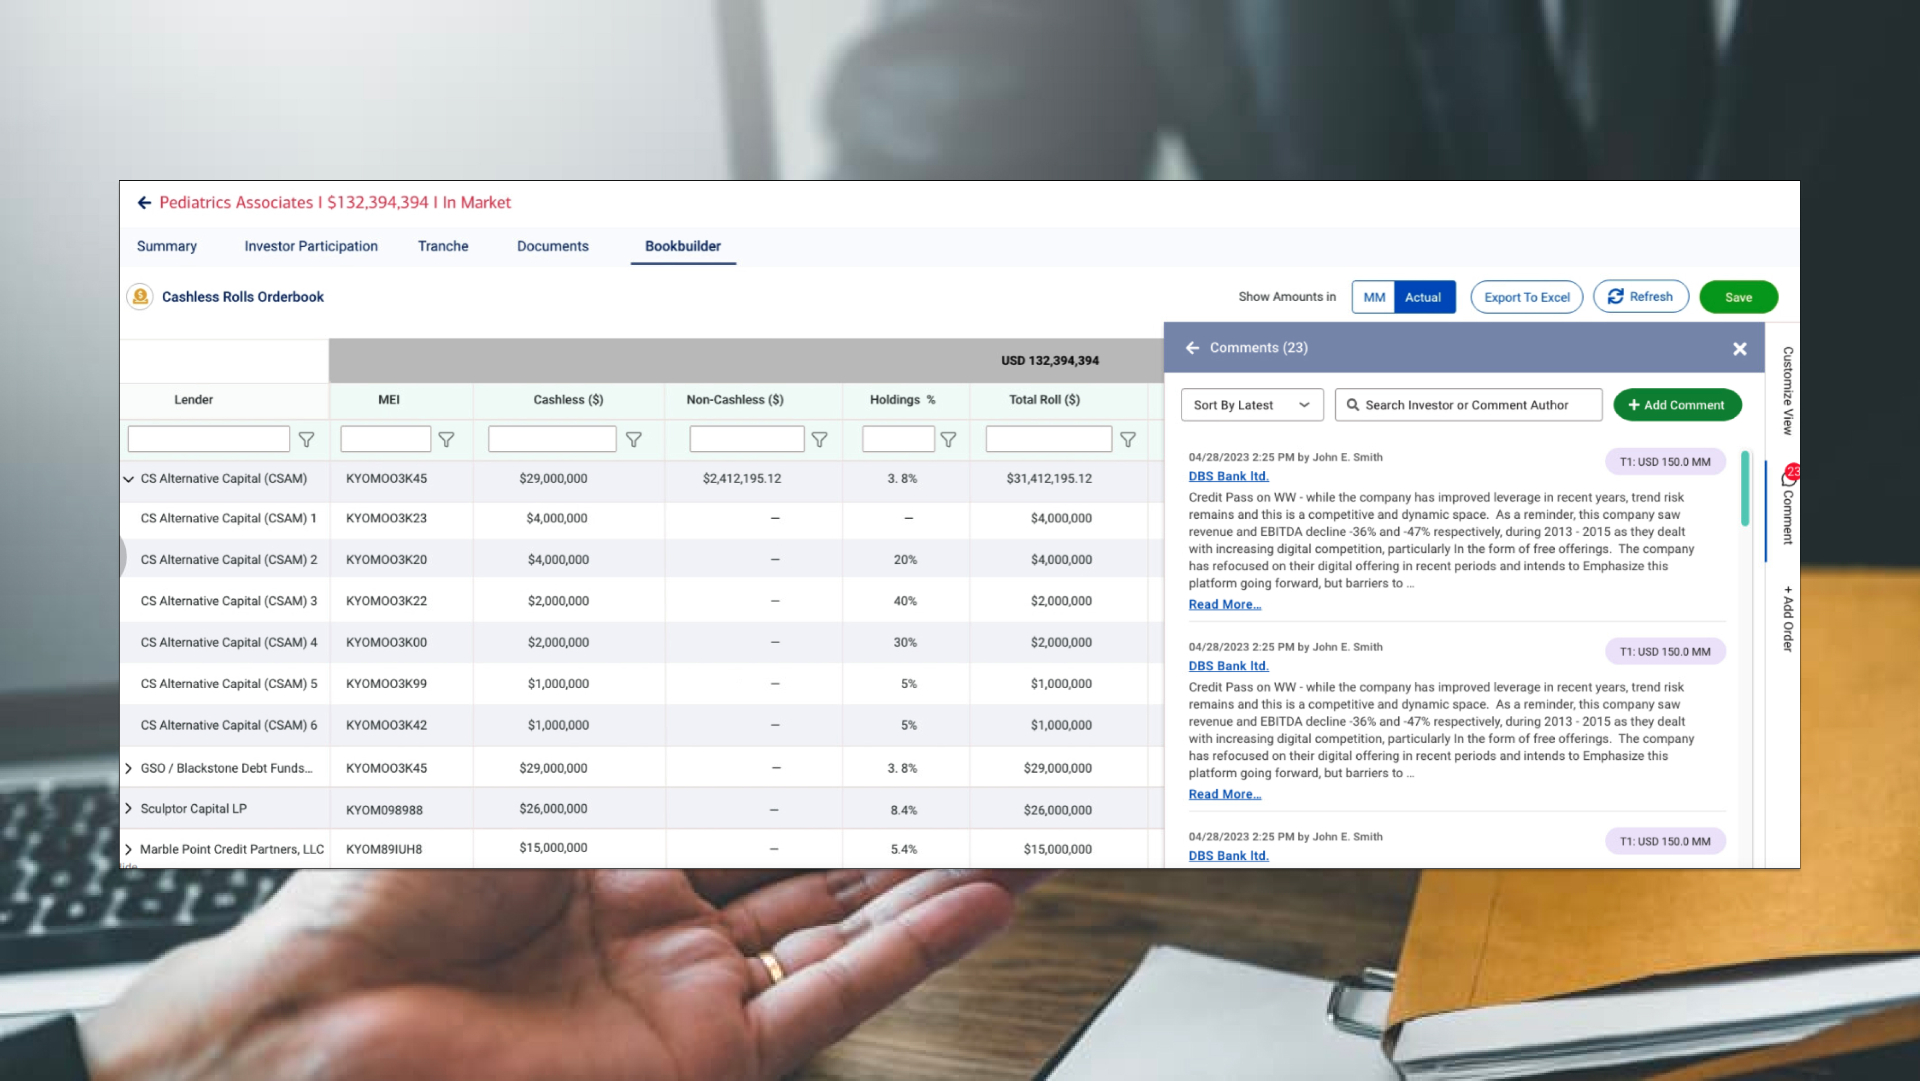 Pediatrics Associates I $132,394,394 I In Market
Summary Investor Participation Tranche Documents Bookbuilder
Cashless Rolls Orderbook
Show Amounts in MM Actual Export To Excel Refresh Save
USD 132,394,394
Lender MEI Cashless ($) Non-Cashless ($) Holdings % Total Roll ($)
CS Alternative Capital (CSAM) KYOMOO3K45 $29,000,000 $2,412,195.12 3. 8% $31,412,195.12
CS Alternative Capital (CSAM) 1 KYOMOO3K23 $4,000,000 – – $4,000,000
CS Alternative Capital (CSAM) 2 KYOMOO3K20 $4,000,000 – 20% $4,000,000
CS Alternative Capital (CSAM) 3 KYOMOO3K22 $2,000,000 – 40% $2,000,000
CS Alternative Capital (CSAM) 4 KYOMOO3K00 $2,000,000 – 30% $2,000,000
CS Alternative Capital (CSAM) 5 KYOMOO3K99 $1,000,000 – 5% $1,000,000
CS Alternative Capital (CSAM) 6 KYOMOO3K42 $1,000,000 – 5% $1,000,000
GSO / Blackstone Debt Funds... KYOMOO3K45 $29,000,000 – 3. 8% $29,000,000
Sculptor Capital LP KYOM098988 $26,000,000 – 8.4% $26,000,000
Marble Point Credit Partners, LLC KYOM89IUH8 $15,000,000 – 5.4% $15,000,000
Comments (23)
Sort By Latest Search Investor or Comment Author + Add Comment
04/28/2023 2:25 PM by John E. Smith T1: USD 150.0 MM
DBS Bank ltd.
Credit Pass on WW - while the company has improved leverage in recent years, trend risk
remains and this is a competitive and dynamic space. As a reminder, this company saw
revenue and EBITDA decline -36% and -47% respectively, during 2013 - 2015 as they dealt
with increasing digital competition, particularly In the form of free offerings. The company
has refocused on their digital offering in recent periods and intends to Emphasize this
platform going forward, but barriers to ...
Read More...
04/28/2023 2:25 PM by John E. Smith T1: USD 150.0 MM
DBS Bank ltd.
Credit Pass on WW - while the company has improved leverage in recent years, trend risk
remains and this is a competitive and dynamic space. As a reminder, this company saw
revenue and EBITDA decline -36% and -47% respectively, during 2013 - 2015 as they dealt
with increasing digital competition, particularly In the form of free offerings. The company
has refocused on their digital offering in recent periods and intends to Emphasize this
platform going forward, but barriers to ...
Read More...
04/28/2023 2:25 PM by John E. Smith T1: USD 150.0 MM
DBS Bank ltd.
Customize View
23
Comment
+ Add Order